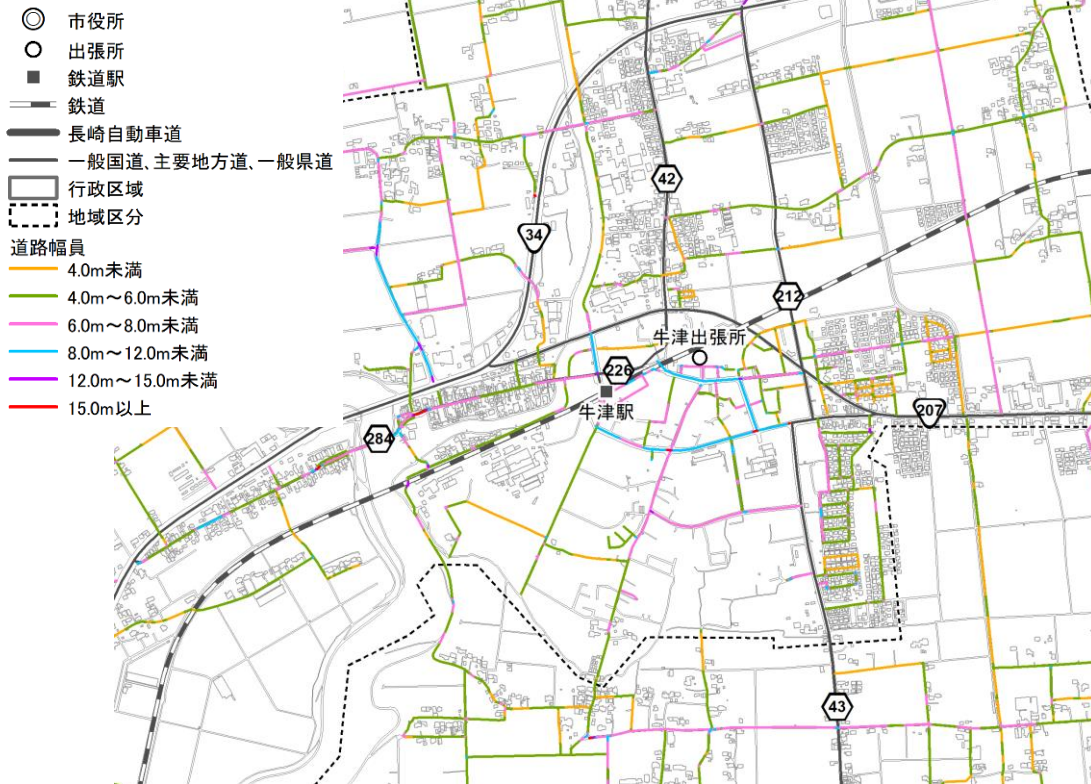 市役所
出張所
鉄道駅
鉄道
長崎自動車道
一般国道、主要地方道、一般県道
行政区域
地域区分
道路幅員
4.0m未満
4.0m～6.0m未満
6.0m～8.0m未満
8.0m～12.0m未満
12.0m～15.0m未満
15.0m以上
42
34
212
牛津出張所
226
牛津駅
207
284
43